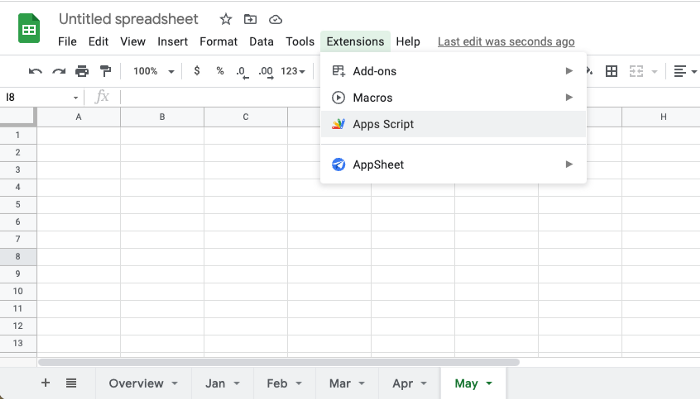 Untitled spreadsheet
File Edit View Insert Format Data Tools Extensions Help Last edit was seconds ago
100% $ % .0 .00 123
Add-ons
Macros
Apps Script
AppSheet
I8 fx
A B C H
1
2
3
4
5
6
7
8
9
10
11
12
13
+ Overview Jan Feb Mar Apr May